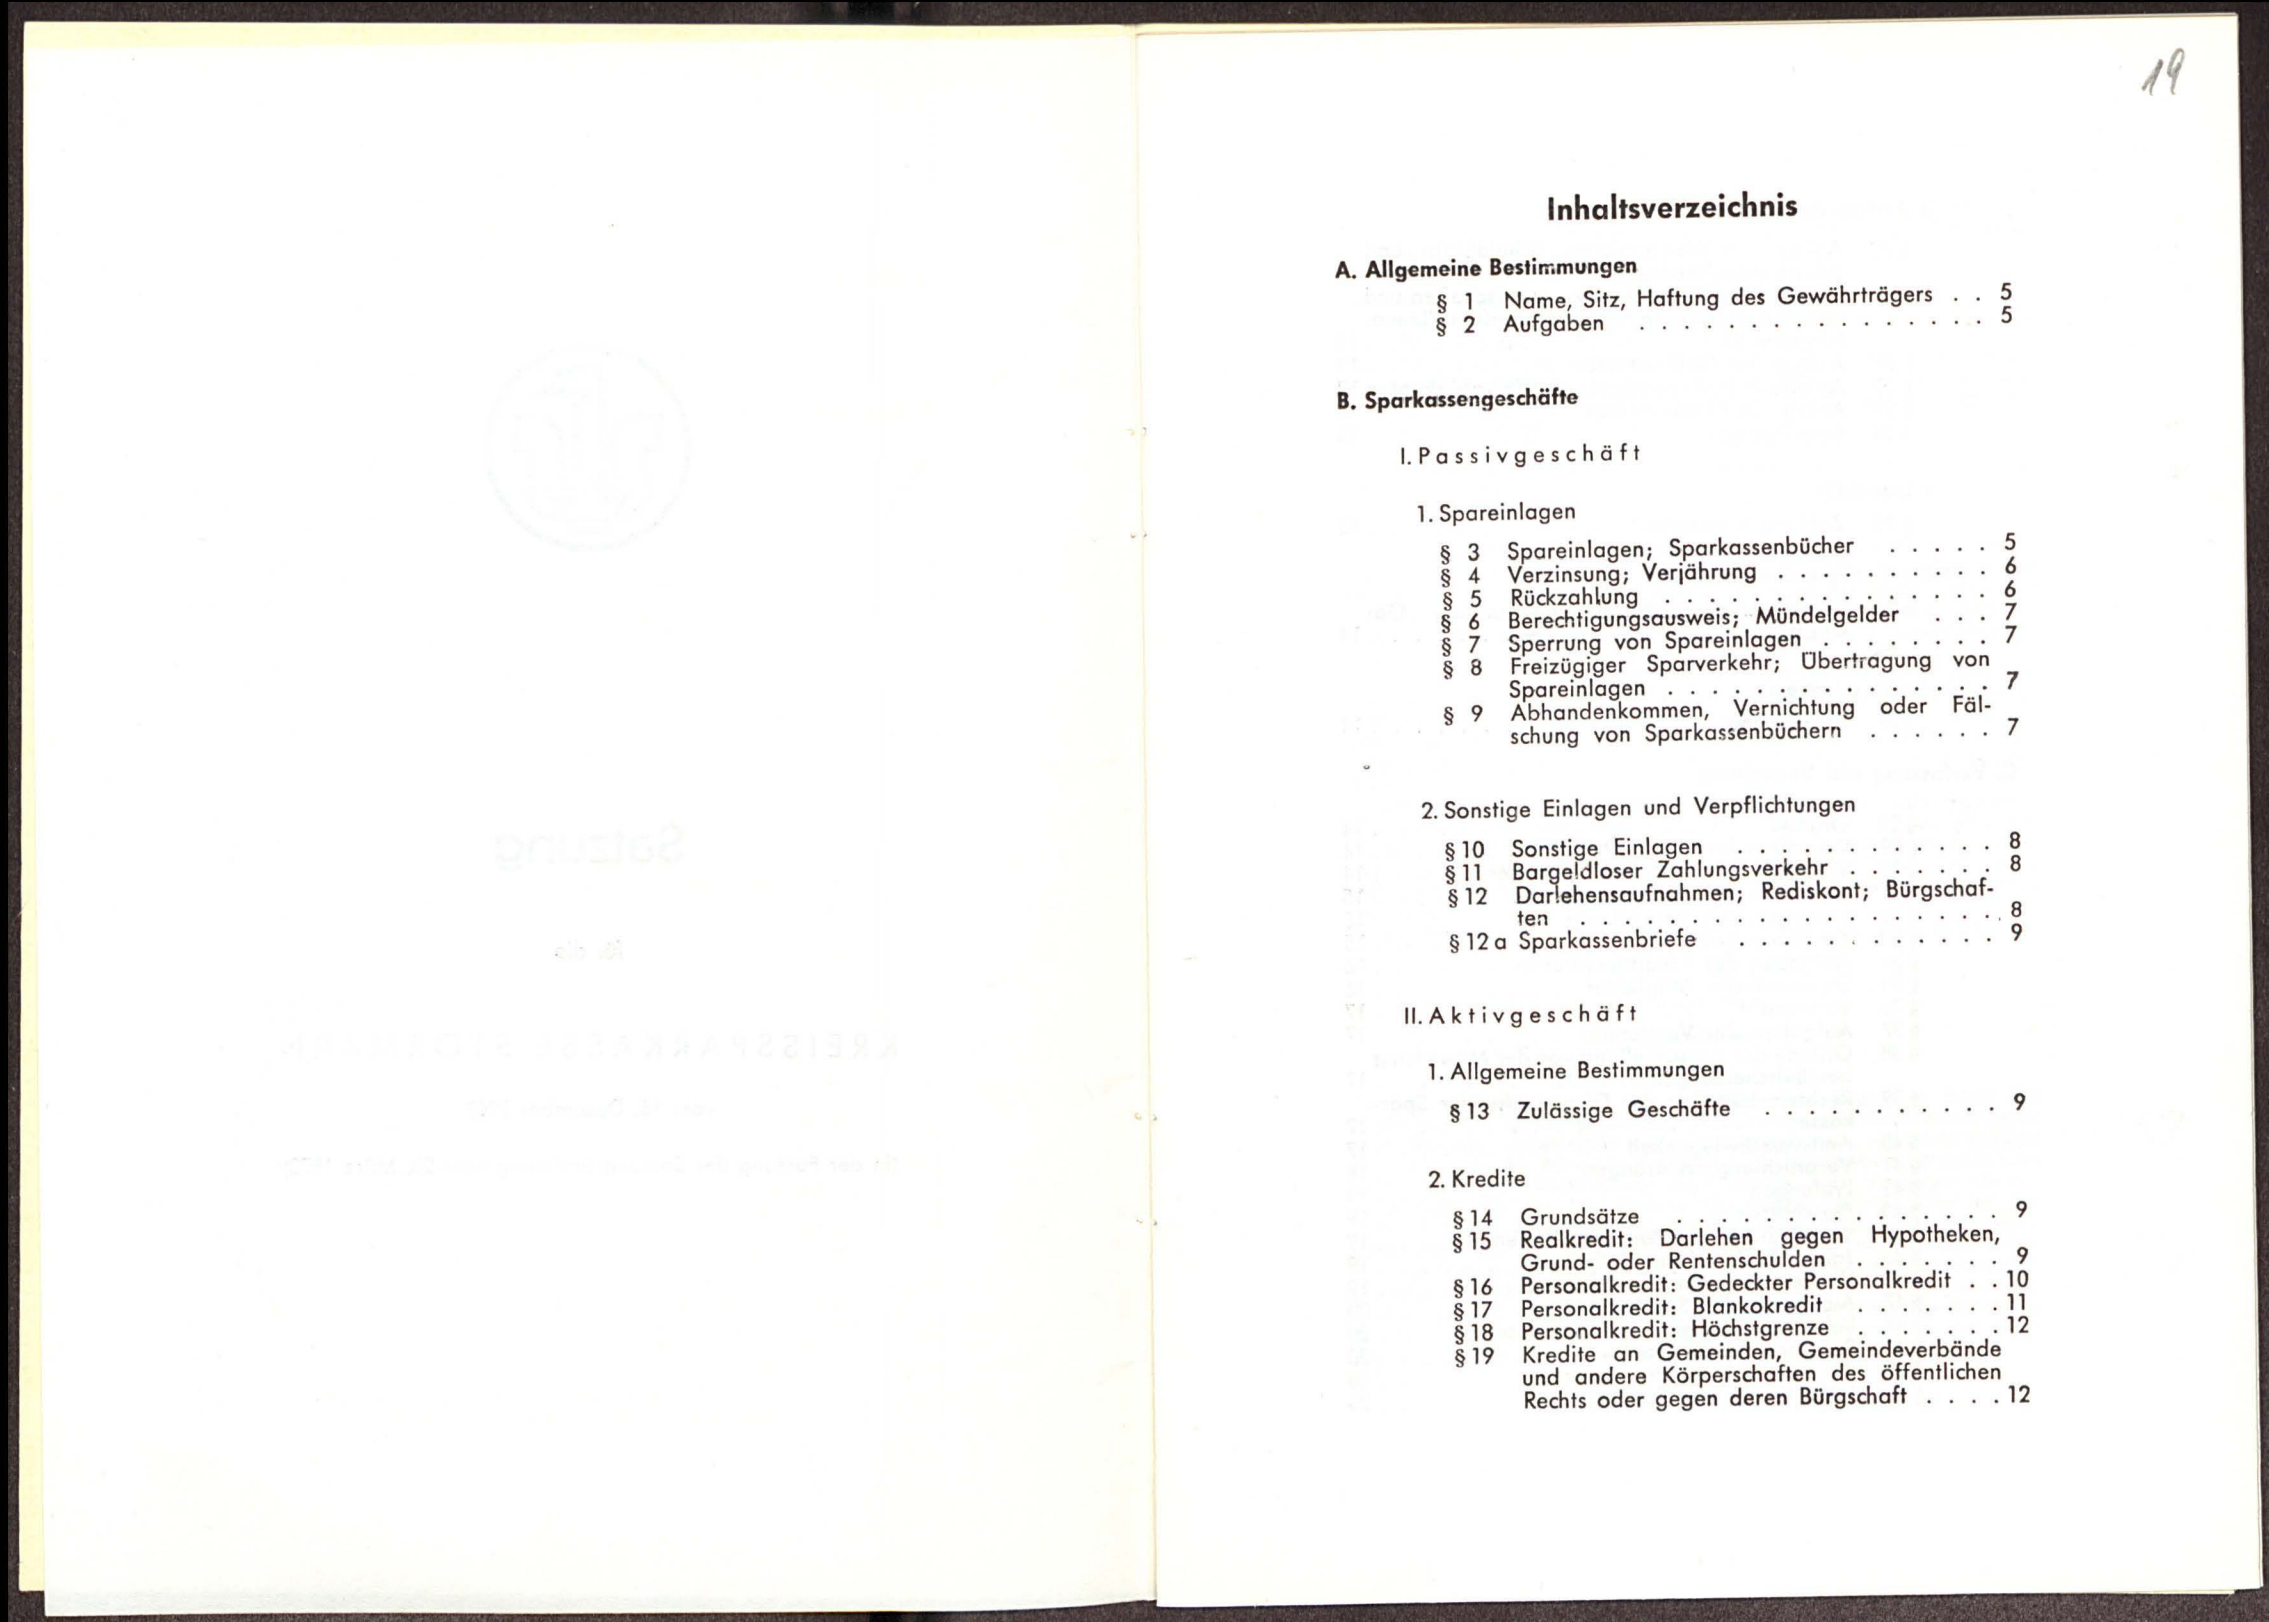 19
Inhaltsverzeichnis
A. Allgemeine Bestimmungen
§ 1 Name, Sitz, Haftung des Gewährträgers . . 5
§ 2 Aufgaben . . . . . . . . . . . . . . . . 5
B. Sparkassengeschäfte
I. Passivgeschäft
1. Spareinlagen
§ 3 Spareinlagen; Sparkassenbücher . . . . . 5
§ 4 Verzinsung; Verjährung . . . . . . . . . . 6
§ 5 Rückzahlung . . . . . . . . . . . . . . . 6
§ 6 Berechtigungsausweis; Mündelgelder . . . 7
§ 7 Sperrung von Spareinlagen . . . . . . . . 7
§ 8 Freizügiger Sparverkehr; Übertragung von
Spareinlagen . . . . . . . . . . . . . . . 7
§ 9 Abhandenkommen, Vernichtung oder Fäl-
schung von Sparkassenbüchern . . . . . . 7
2. Sonstige Einlagen und Verpflichtungen
§ 10 Sonstige Einlagen . . . . . . . . . . . . 8
§ 11 Bargeldloser Zahlungsverkehr . . . . . . . 8
§ 12 Darlehensaufnahmen; Rediskont; Bürgschaf-
ten . . . . . . . . . . . . . . . . . . . 8
§ 12 a Sparkassenbriefe . . . . . . . . . . . . 9
II. Aktivgeschäft
1. Allgemeine Bestimmungen
§ 13 Zulässige Geschäfte . . . . . . . . . . . 9
2. Kredite
§ 14 Grundsätze . . . . . . . . . . . . . . . 9
§ 15 Realkredit: Darlehen gegen Hypotheken,
Grund- oder Rentenschulden . . . . . . . 9
§ 16 Personalkredit: Gedeckter Personalkredit . . 10
§ 17 Personalkredit: Blankokredit . . . . . . . 11
§ 18 Personalkredit: Höchstgrenze . . . . . . . 12
§ 19 Kredite an Gemeinden, Gemeindeverbände
und andere Körperschaften des öffentlichen
Rechts oder gegen deren Bürgschaft . . . . 12